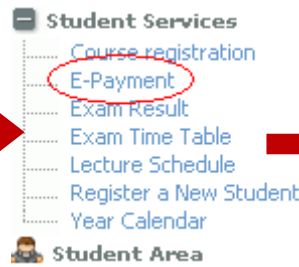 Student Services
Course registration
E-Payment
Exam Result
Exam Time Table
Lecture Schedule
Register a New Student
Year Calendar
Student Area